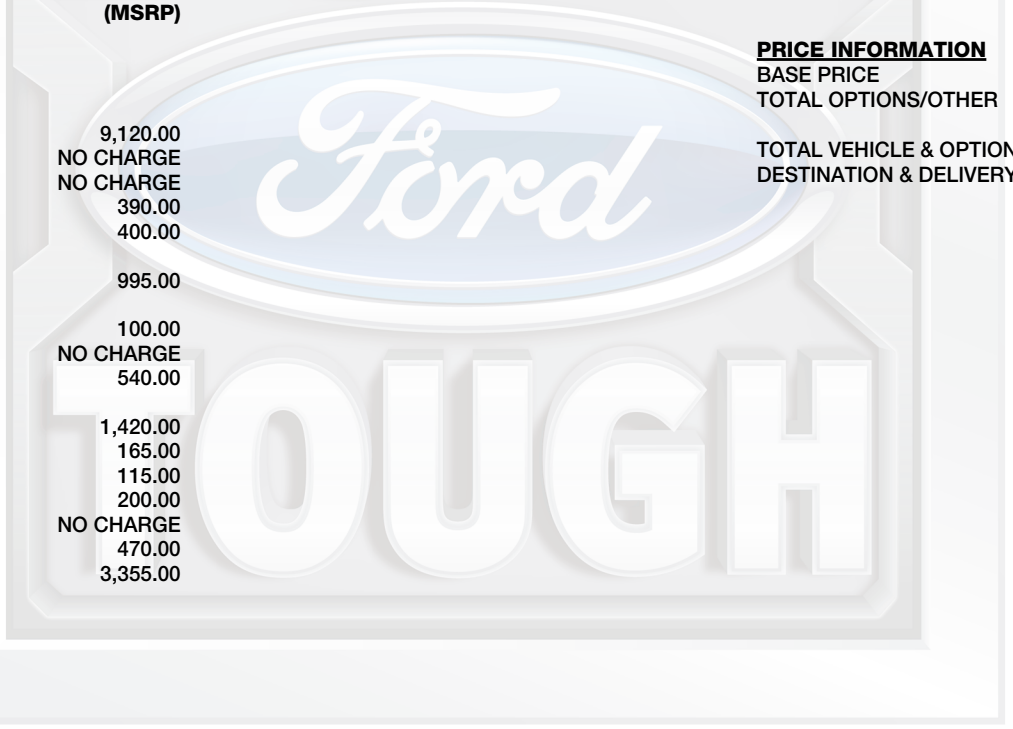 (MSRP)
9,120.00
NO CHARGE
NO CHARGE
390.00
400.00
995.00
100.00
NO CHARGE
540.00
1,420.00
165.00
115.00
200.00
NO CHARGE
470.00
3,355.00
PRICE INFORMATION
BASE PRICE
TOTAL OPTIONS/OTHER
TOTAL VEHICLE & OPTION
DESTINATION & DELIVERY
Ford
TOUGH